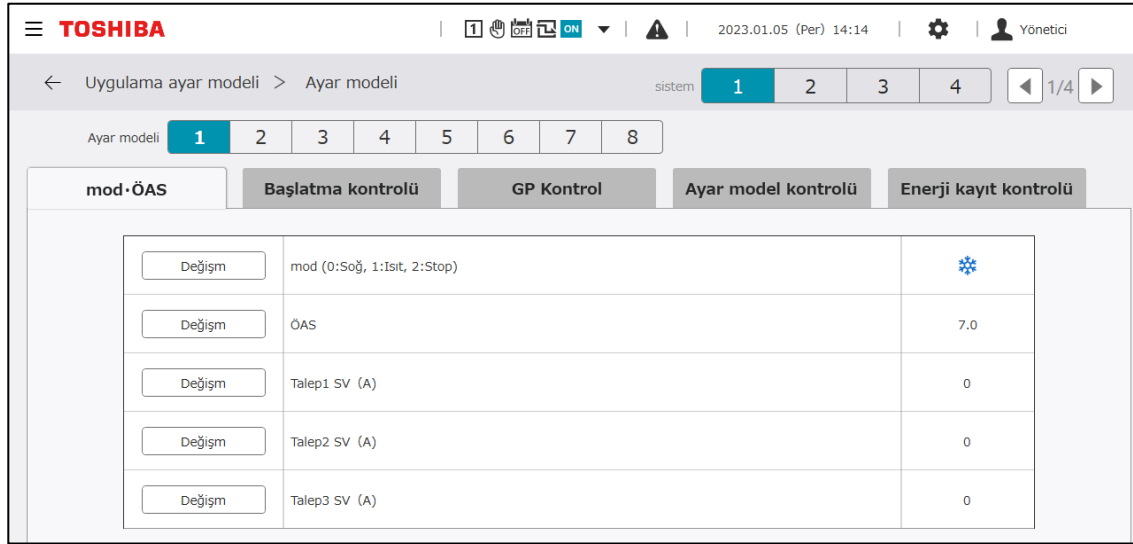 TOSHIBA | 1 OFF ON ▼ | | 2023.01.05 (Per) 14:14 | | Yönetici
← Uygulama ayar modeli > Ayar modeli sistem 1 2 3 4 ◀ 1/4 ▶
Ayar modeli 1 2 3 4 5 6 7 8
mod·ÖAS Başlatma kontrolü GP Kontrol Ayar model kontrolü Enerji kayıt kontrolü
Değişm mod (0:Soğ, 1:Isıt, 2:Stop)
Değişm ÖAS 7.0
Değişm Talep1 SV (A) 0
Değişm Talep2 SV (A) 0
Değişm Talep3 SV (A) 0